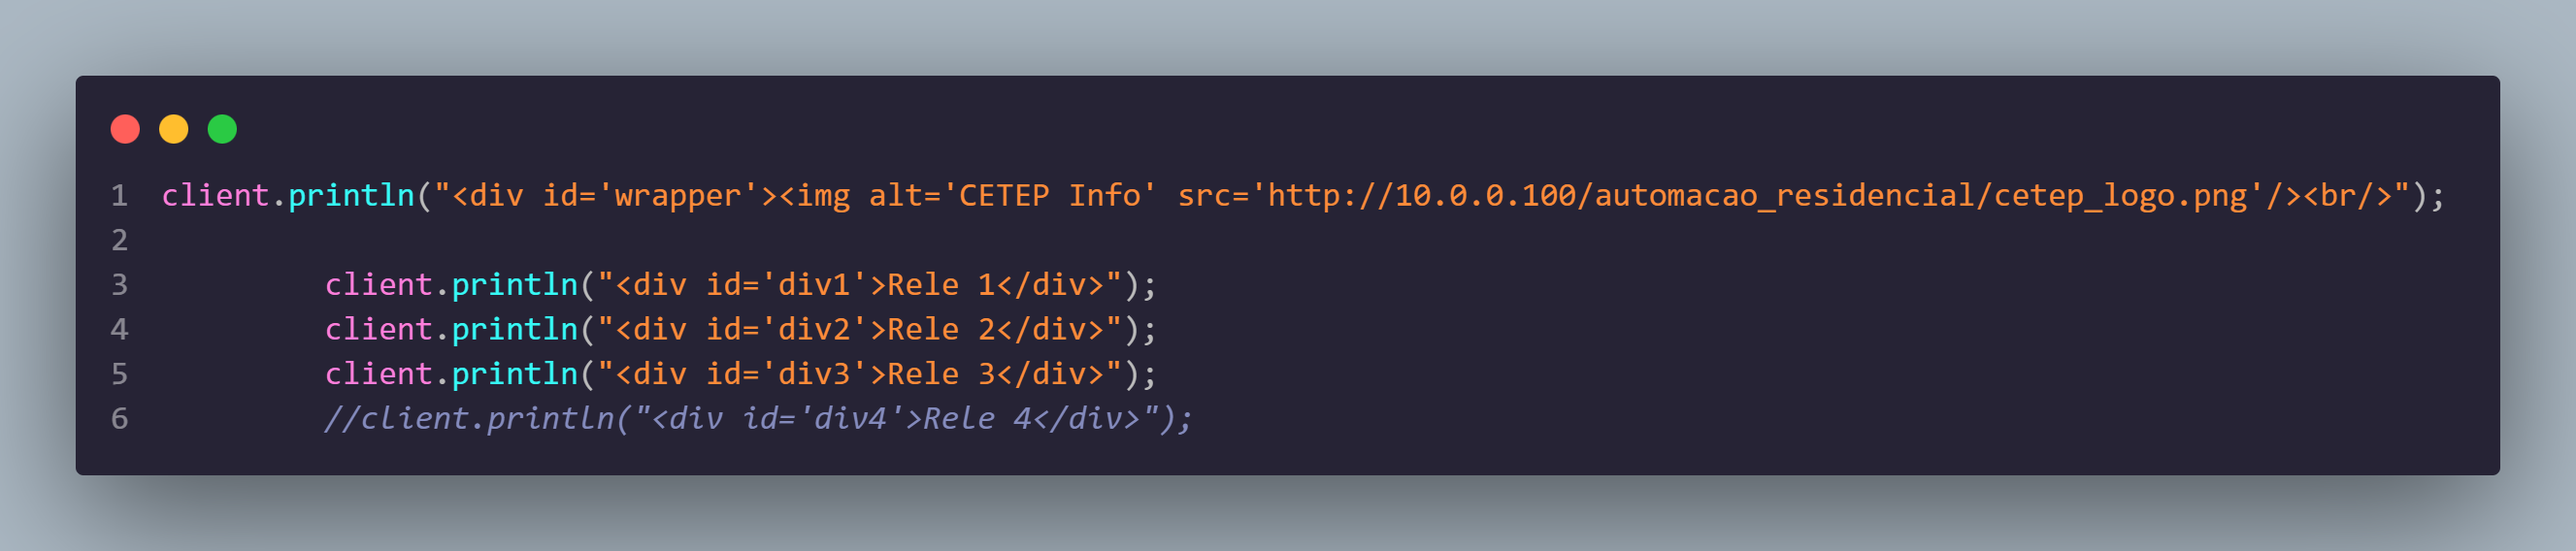 1 client.println("<div id='wrapper'><img alt='CETEP Info' src='http://10.0.0.100/automacao_residencial/cetep_logo.png'/><br/>");
2
3 client.println("<div id='div1'>Rele 1</div>");
4 client.println("<div id='div2'>Rele 2</div>");
5 client.println("<div id='div3'>Rele 3</div>");
6 //client.println("<div id='div4'>Rele 4</div>");